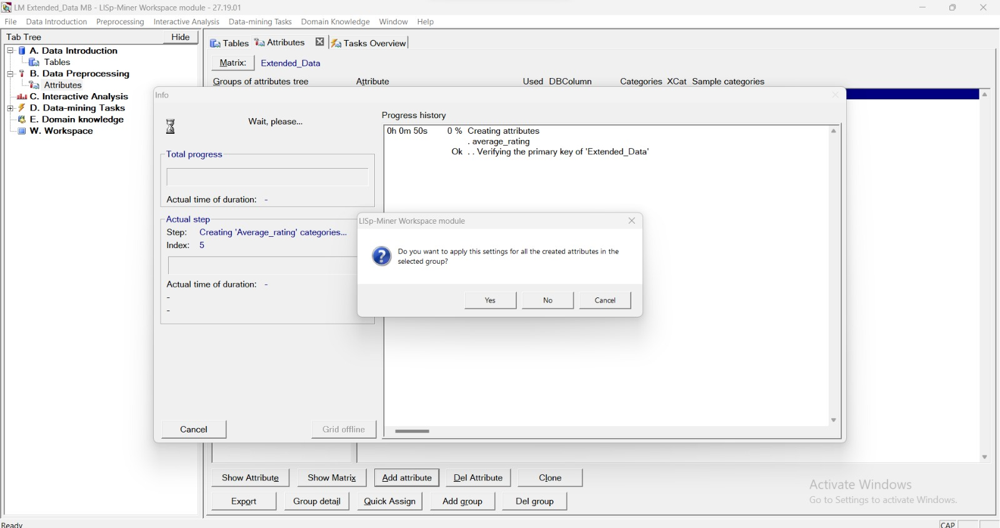 LM Extended_Data MB - LISp-Miner Workspace module - 27.19.01
File Data Introduction Preprocessing Interactive Analysis Data-mining Tasks Domain Knowledge Window Help
Tab Tree Hide
A. Data Introduction
Tables
B. Data Preprocessing
Attributes
C. Interactive Analysis
D. Data-mining Tasks
E. Domain knowledge
W. Workspace
Tables Attributes Tasks Overview
Matrix: Extended_Data
Groups of attributes tree Attribute Used DBColumn Categories XCat Sample categories
Info
Wait, please...
Total progress
Actual time of duration: -
Actual step
Step: Creating 'Average_rating' categories...
Index: 5
Actual time of duration: -
-
-
Cancel Grid offline
Progress history
0h 0m 50s 0 % Creating attributes
. average_rating
Ok . . Verifying the primary key of 'Extended_Data'
LISp-Miner Workspace module
Do you want to apply this settings for all the created attributes in the
selected group?
Yes No Cancel
Show Attribute Show Matrix Add attribute Del Attribute Clone
Export Group detail Quick Assign Add group Del group
Activate Windows
Go to Settings to activate Windows.
Ready CAP